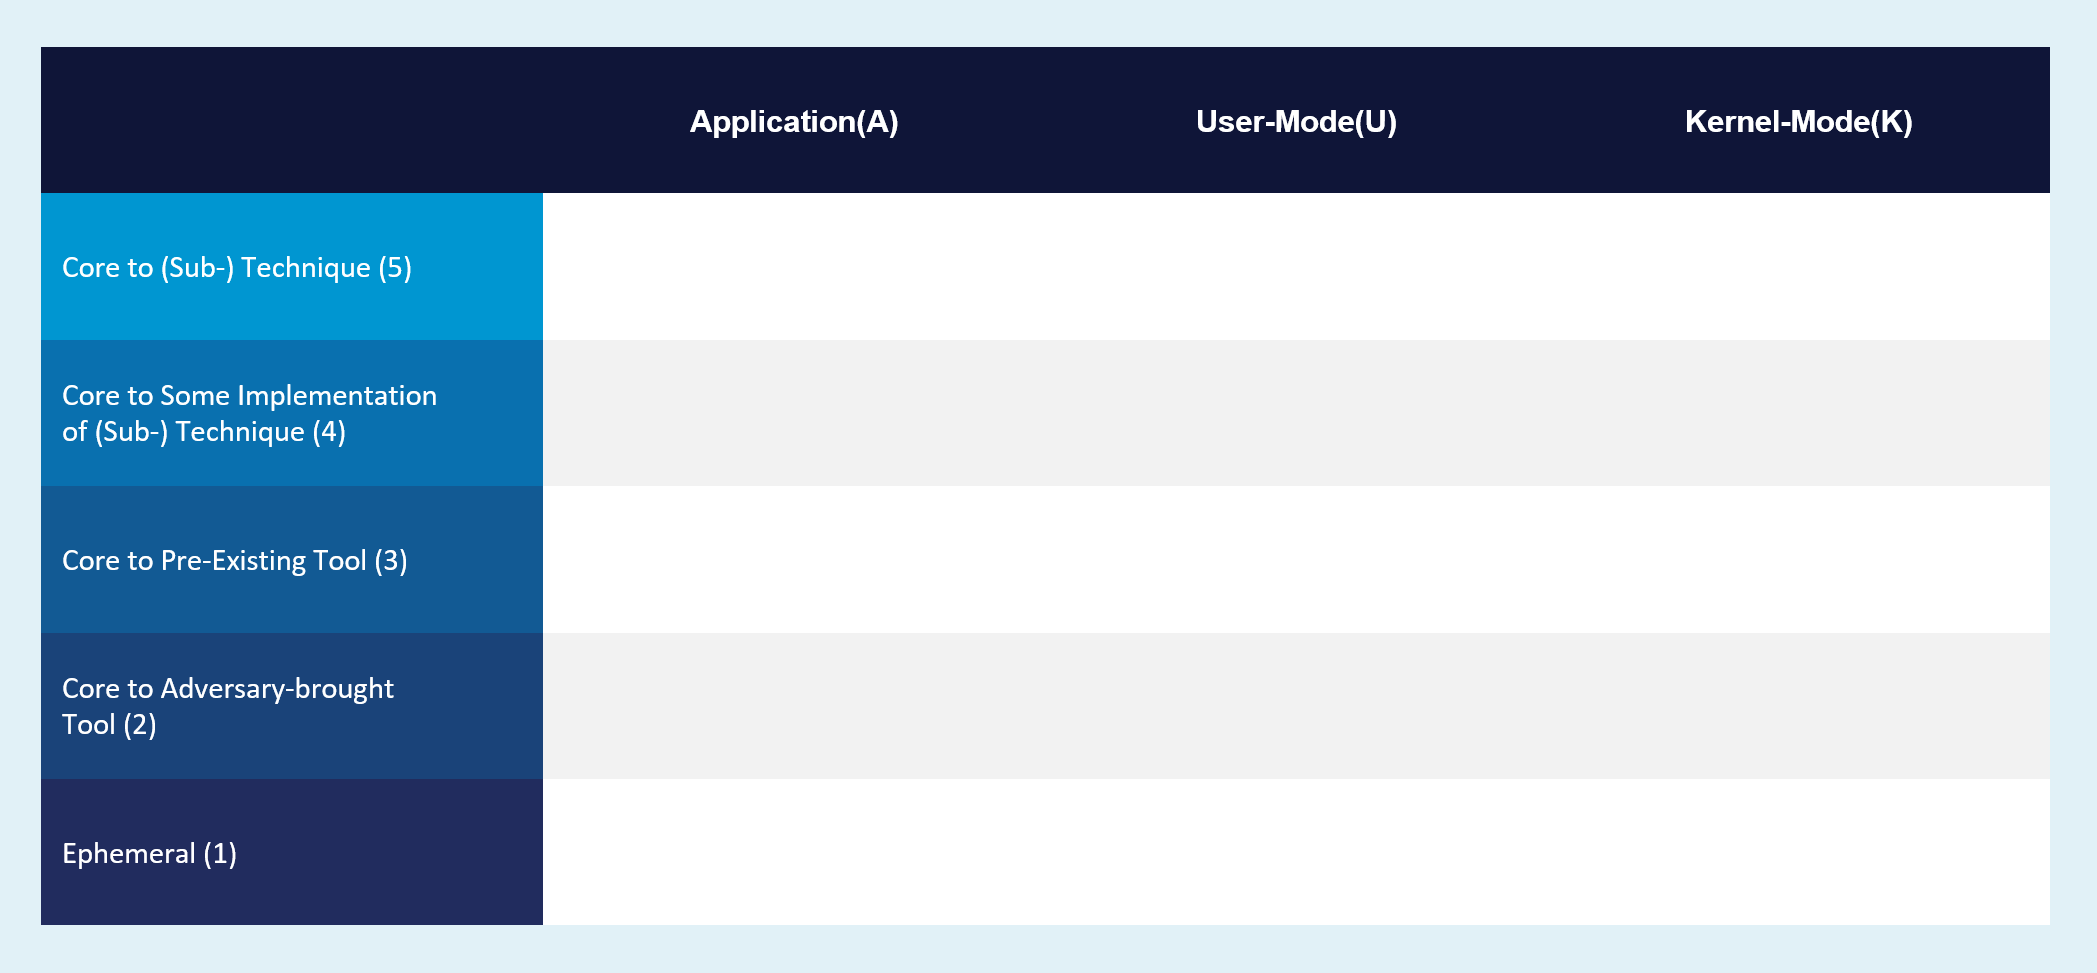 Application(A)
User-Mode(U)
Kernel-Mode(K)
Core to (Sub-) Technique (5)
Core to Some Implementation
of (Sub-) Technique (4)
Core to Pre-Existing Tool (3)
Core to Adversary-brought
Tool (2)
Ephemeral (1)